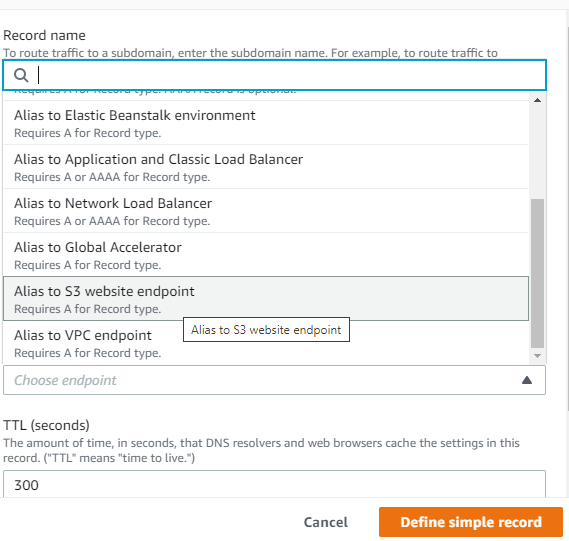 Record name
To route traffic to a subdomain, enter the subdomain name. For example, to route traffic to
Alias to Elastic Beanstalk environment
Requires A for Record type.
Alias to Application and Classic Load Balancer
Requires A or AAAA for Record type.
Alias to Network Load Balancer
Requires A or AAAA for Record type.
Alias to Global Accelerator
Requires A for Record type.
Alias to S3 website endpoint
Requires A for Record type.
Alias to S3 website endpoint
Alias to VPC endpoint
Requires A for Record type.
Choose endpoint
TTL (seconds)
The amount of time, in seconds, that DNS resolvers and web browsers cache the settings in this
record. ("TTL" means "time to live.")
300
Cancel
Define simple record